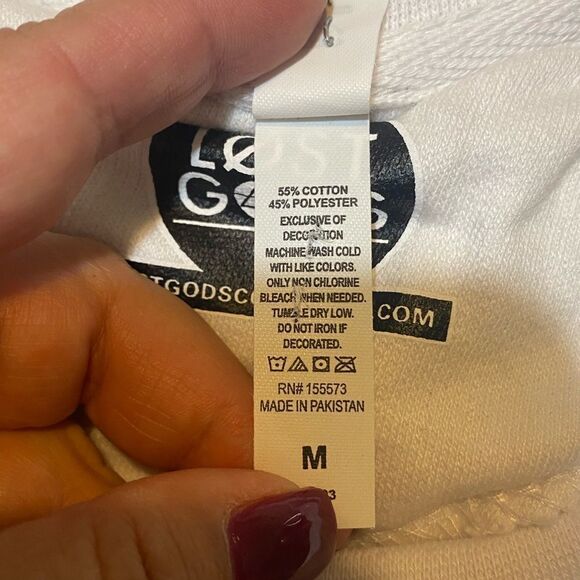 LØST
55% COTTON
45% POLYESTER
EXCLUSIVE OF
DECORATION
MACHINE WASH COLD
WITH LIKE COLORS.
ONLY NON CHLORINE
BLEACH WHEN NEEDED.
TUMBLE DRY LOW.
DO NOT IRON IF
DECORATED.
RN# 155573
MADE IN PAKISTAN
M